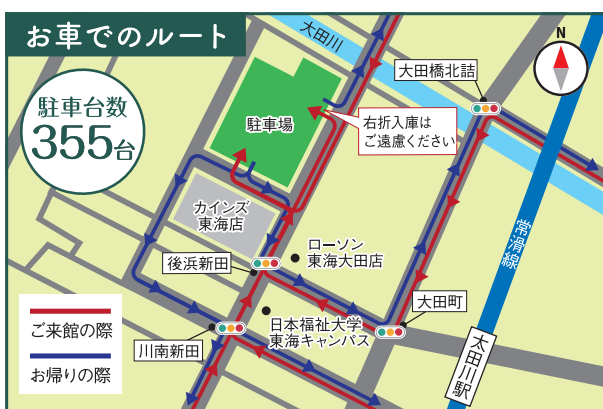 お車でのルート
N
大田川
大田橋北詰
駐車台数
355台
駐車場
右折入庫は
ご遠慮ください
カインズ
東海店
常滑線
後浜新田
ローソン
東海大田店
大田町
ご来館の際
お帰りの際
川南新田
日本福祉大学
東海キャンパス
太田川駅